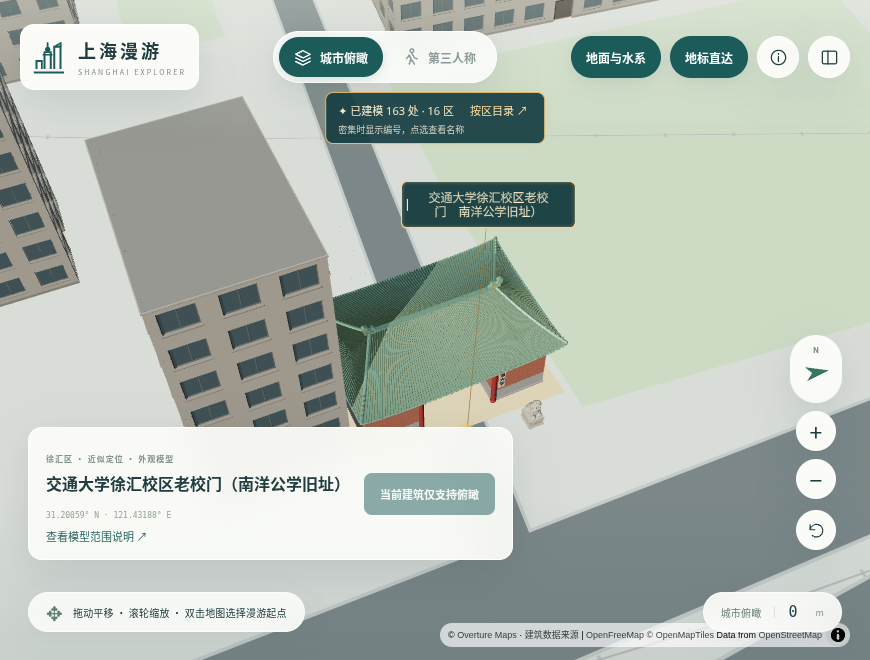 上海漫游
SHANGHAI EXPLORER
城市俯瞰
第三人称
地面与水系
地标直达
✦ 已建模 163 处 · 16 区 按区目录 ↗
密集时显示编号，点选查看名称
交通大学徐汇校区老校
门 南洋公学旧址）
N
+
−
徐汇区 · 近似定位 · 外观模型
交通大学徐汇校区老校门（南洋公学旧址）
31.20059° N · 121.43188° E
查看模型范围说明 ↗
当前建筑仅支持俯瞰
拖动平移 · 滚轮缩放 · 双击地图选择漫游起点
城市俯瞰 0 m
© Overture Maps · 建筑数据来源 | OpenFreeMap © OpenMapTiles Data from OpenStreetMap